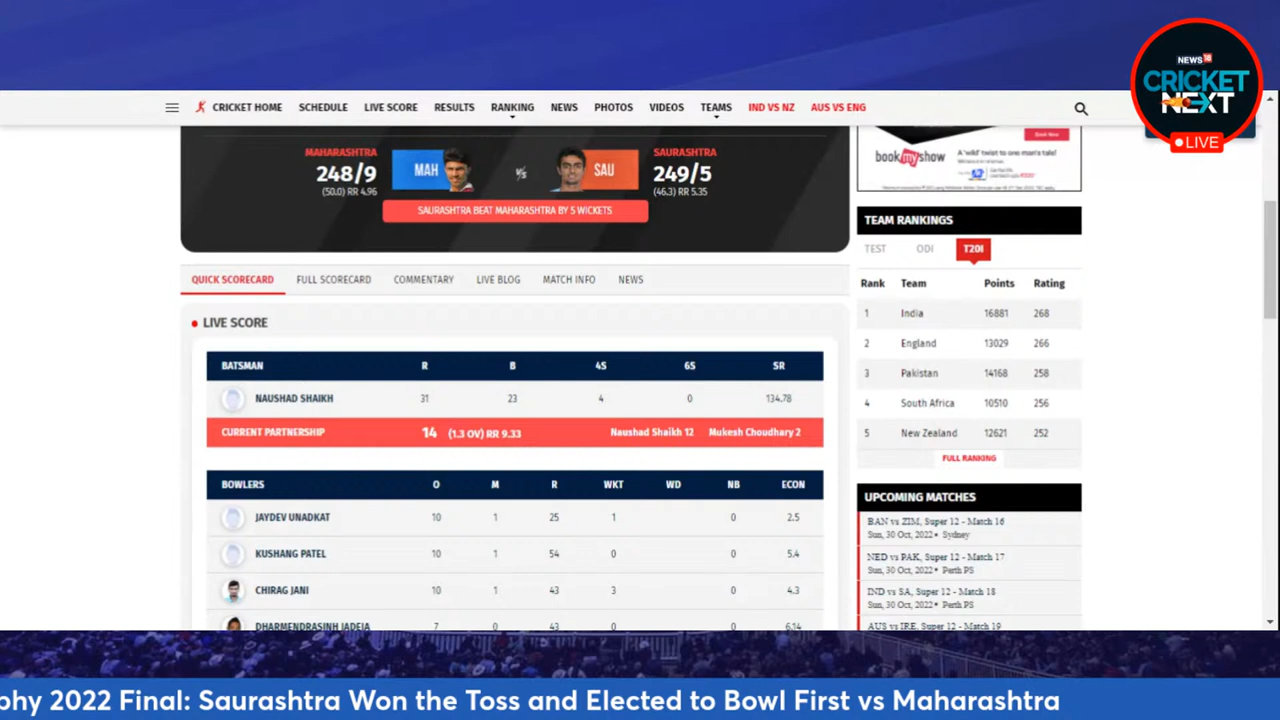 NEWS18
CRICKET
NEXT
LIVE
CRICKET HOME SCHEDULE LIVE SCORE RESULTS RANKING NEWS PHOTOS VIDEOS TEAMS IND VS NZ AUS VS ENG
MAHARASHTRA
248/9
(50.0) RR 4.96
MAH
V/S
SAU
SAURASHTRA
249/5
(46.3) RR 5.35
SAURASHTRA BEAT MAHARASHTRA BY 5 WICKETS
Book Now
bookmyshow
A 'wild' twist to one man's tale!
QUICK SCORECARD FULL SCORECARD COMMENTARY LIVE BLOG MATCH INFO NEWS
LIVE SCORE
BATSMAN R B 4S 6S SR
NAUSHAD SHAIKH 31 23 4 0 134.78
CURRENT PARTNERSHIP 14 (1.3 OV) RR 9.33 Naushad Shaikh 12 Mukesh Choudhary 2
BOWLERS O M R WKT WD NB ECON
JAYDEV UNADKAT 10 1 25 1 0 2.5
KUSHANG PATEL 10 1 54 0 0 5.4
CHIRAG JANI 10 1 43 3 0 4.3
DHARMENDRASINH JADEJA 7 0 43 0 0 6.14
TEAM RANKINGS
TEST ODI T20I
Rank Team Points Rating
1 India 16881 268
2 England 13029 266
3 Pakistan 14168 258
4 South Africa 10510 256
5 New Zealand 12621 252
FULL RANKING
UPCOMING MATCHES
BAN vs ZIM, Super 12 - Match 16
Sun, 30 Oct, 2022 • Sydney
NED vs PAK, Super 12 - Match 17
Sun, 30 Oct, 2022 • Perth PS
IND vs SA, Super 12 - Match 18
Sun, 30 Oct, 2022 • Perth PS
AUS vs IRE, Super 12 - Match 19
phy 2022 Final: Saurashtra Won the Toss and Elected to Bowl First vs Maharashtra